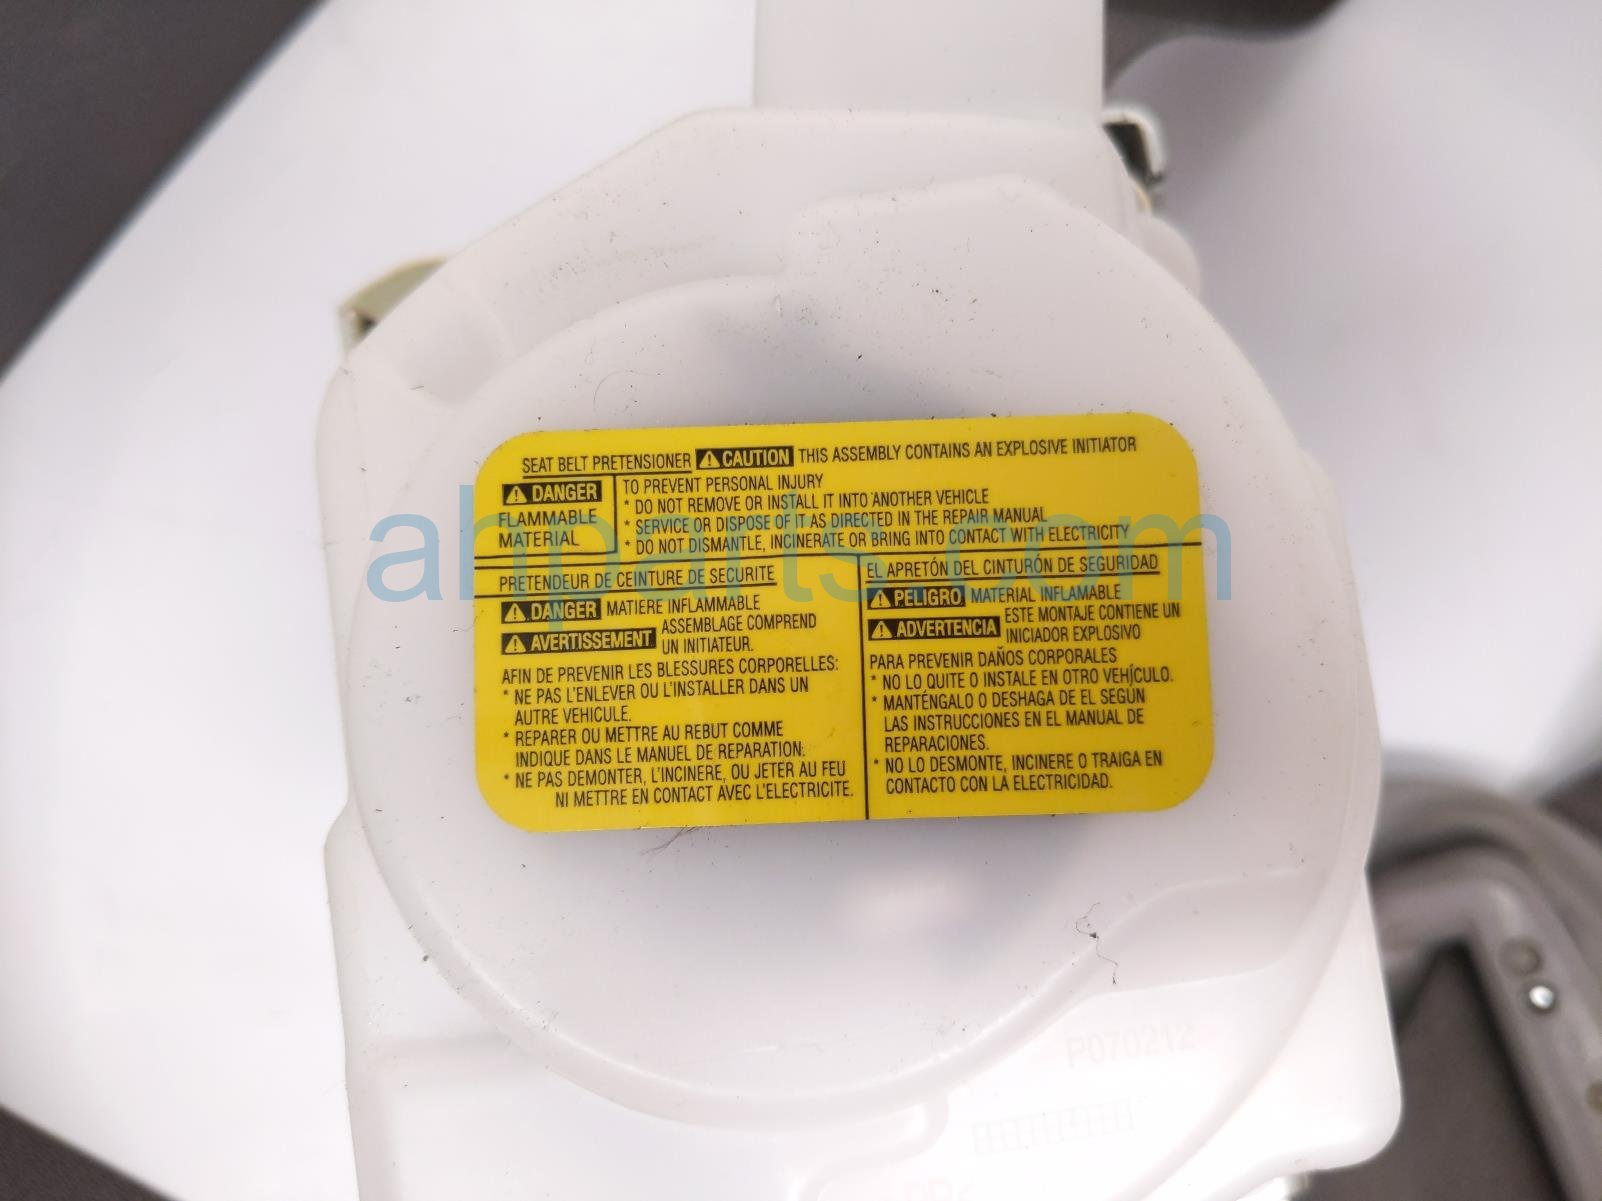 SEAT BELT PRETENSIONER ⚠ CAUTION THIS ASSEMBLY CONTAINS AN EXPLOSIVE INITIATOR
⚠ DANGER
FLAMMABLE
MATERIAL
TO PREVENT PERSONAL INJURY
* DO NOT REMOVE OR INSTALL IT INTO ANOTHER VEHICLE
* SERVICE OR DISPOSE OF IT AS DIRECTED IN THE REPAIR MANUAL
* DO NOT DISMANTLE, INCINERATE OR BRING INTO CONTACT WITH ELECTRICITY
PRETENDEUR DE CEINTURE DE SECURITE
⚠ DANGER MATIERE INFLAMMABLE
⚠ AVERTISSEMENT ASSEMBLAGE COMPREND
UN INITIATEUR.
AFIN DE PREVENIR LES BLESSURES CORPORELLES:
* NE PAS L'ENLEVER OU L'INSTALLER DANS UN
AUTRE VEHICULE.
* REPARER OU METTRE AU REBUT COMME
INDIQUE DANS LE MANUEL DE REPARATION:
* NE PAS DEMONTER, L'INCINERE, OU JETER AU FEU
NI METTRE EN CONTACT AVEC L'ELECTRICITE.
EL APRETÓN DEL CINTURÓN DE SEGURIDAD
⚠ PELIGRO MATERIAL INFLAMABLE
⚠ ADVERTENCIA ESTE MONTAJE CONTIENE UN
INICIADOR EXPLOSIVO
PARA PREVENIR DAÑOS CORPORALES
* NO LO QUITE O INSTALE EN OTRO VEHÍCULO.
* MANTÉNGALO O DESHAGA DE EL SEGÚN
LAS INSTRUCCIONES EN EL MANUAL DE
REPARACIONES.
* NO LO DESMONTE, INCINERE O TRAIGA EN
CONTACTO CON LA ELECTRICIDAD.
ahparts.com
P070212